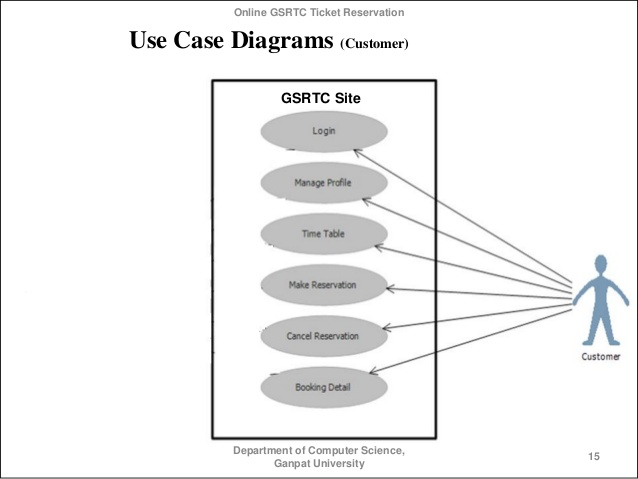 Online GSRTC Ticket Reservation
Use Case Diagrams (Customer)
GSRTC Site
Login
Manage Profile
Time Table
Make Reservation
Cancel Reservation
Booking Detail
Customer
Department of Computer Science,
Ganpat University
15